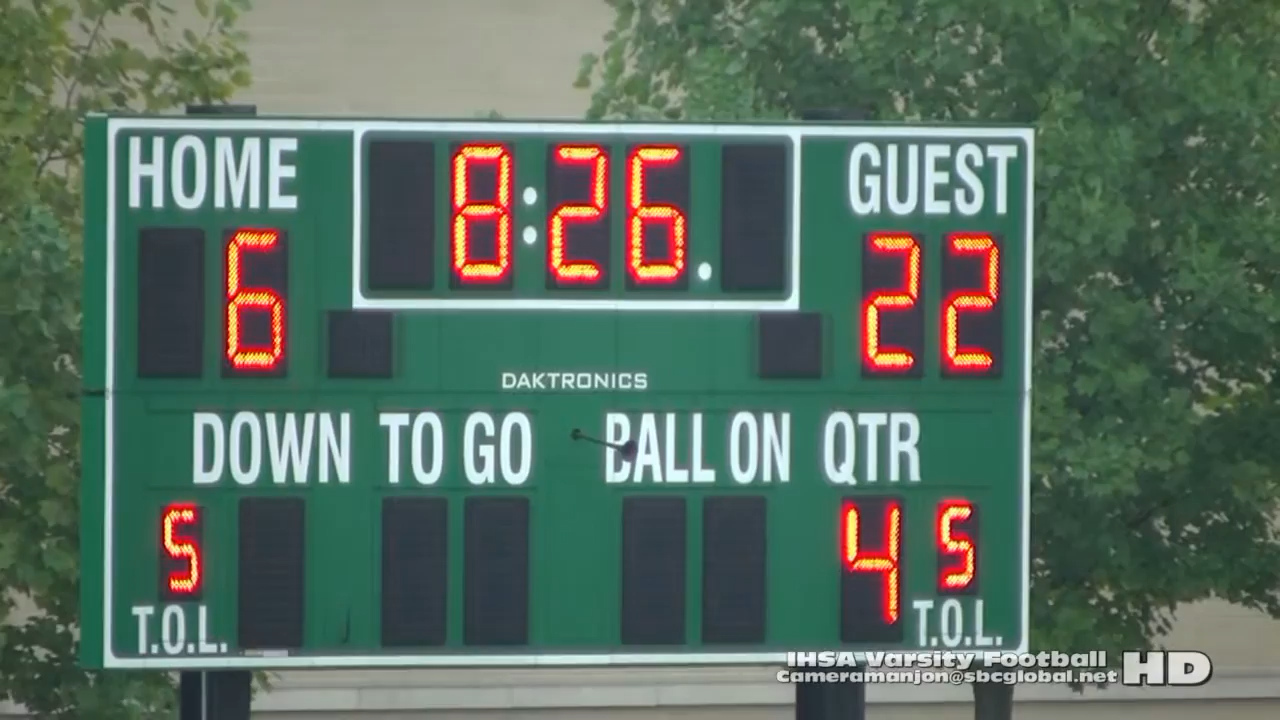 HOME 8:26. GUEST
6 22
DAKTRONICS
DOWN TO GO BALL ON QTR
5 4 5
T.O.L. T.O.L.
IHSA Varsity Football HD
Cameramanjon@sbcglobal.net